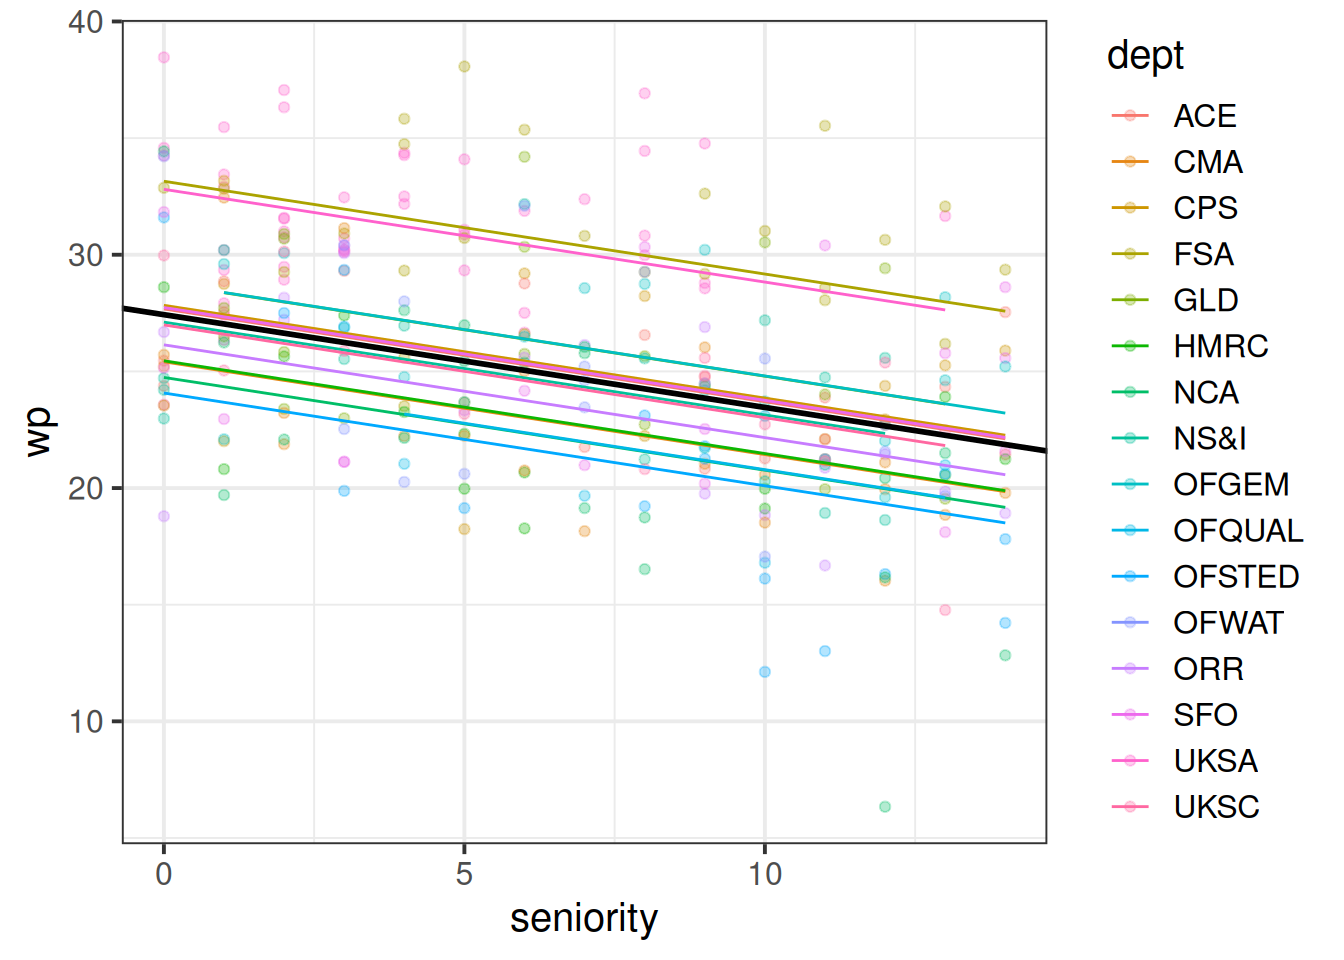 40
30
20
10
wp
0
5
10
seniority
dept
ACE
CMA
CPS
FSA
GLD
HMRC
NCA
NS&I
OFGEM
OFQUAL
OFSTED
OFWAT
ORR
SFO
UKSA
UKSC